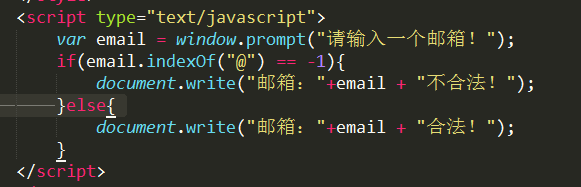 <script type="text/javascript">
var email = window.prompt("请输入一个邮箱！");
if(email.indexOf("@") == -1){
document.write("邮箱："+email + "不合法！");
}else{
document.write("邮箱："+email + "合法！");
}
</script>